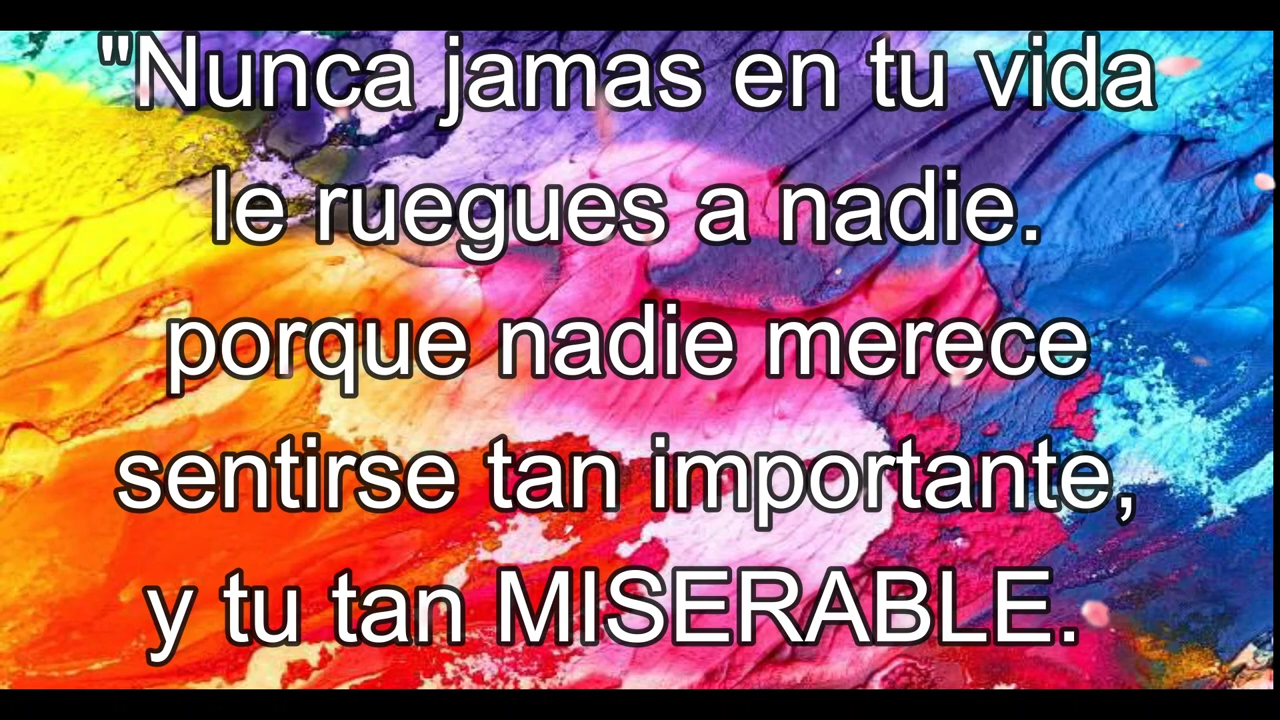 "Nunca jamas en tu vida
le ruegues a nadie.
porque nadie merece
sentirse tan importante,
y tu tan MISERABLE.